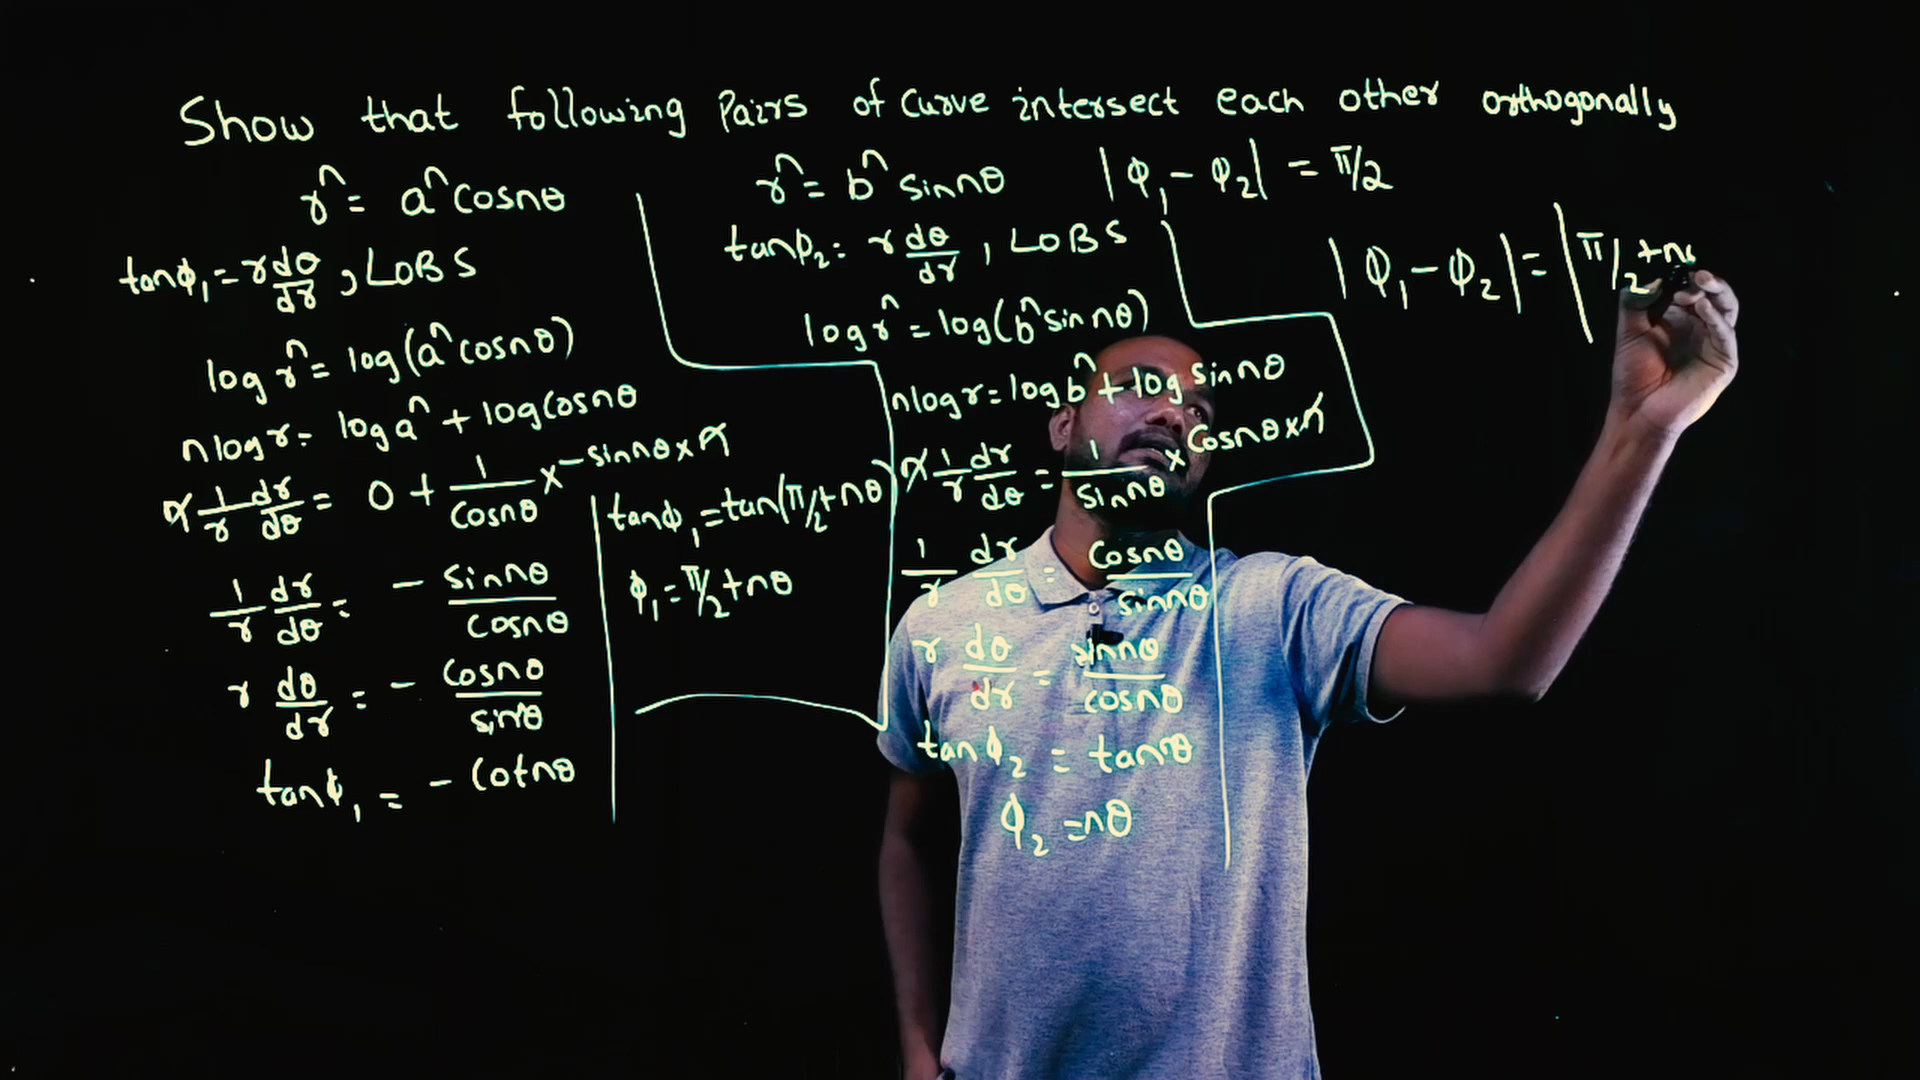 Show that following Pairs of Curve intersect each other orthogonally
rⁿ = aⁿ cosnθ
tanϕ₁ = r dθ/dr , LOBS
log rⁿ = log(aⁿ cosnθ)
nlogr = log aⁿ + log cosnθ
n 1/r dr/dθ = 0 + 1/cosnθ × -sinnθ × n
1/r dr/dθ = - sinnθ/cosnθ
r dθ/dr = - cosnθ/sinnθ
tanϕ₁ = - cotnθ
tanϕ₁ = tan(π/2 + nθ)
ϕ₁ = π/2 + nθ
rⁿ = bⁿ sinnθ
tanϕ₂ = r dθ/dr , LOBS
log rⁿ = log(bⁿ sinnθ)
nlogr = log bⁿ + log sinnθ
n 1/r dr/dθ = 1/sinnθ × cosnθ × n
1/r dr/dθ = cosnθ/sinnθ
r dθ/dr = sinnθ/cosnθ
tanϕ₂ = tannθ
ϕ₂ = nθ
|ϕ₁ - ϕ₂| = π/2
|ϕ₁ - ϕ₂| = |π/2 + n